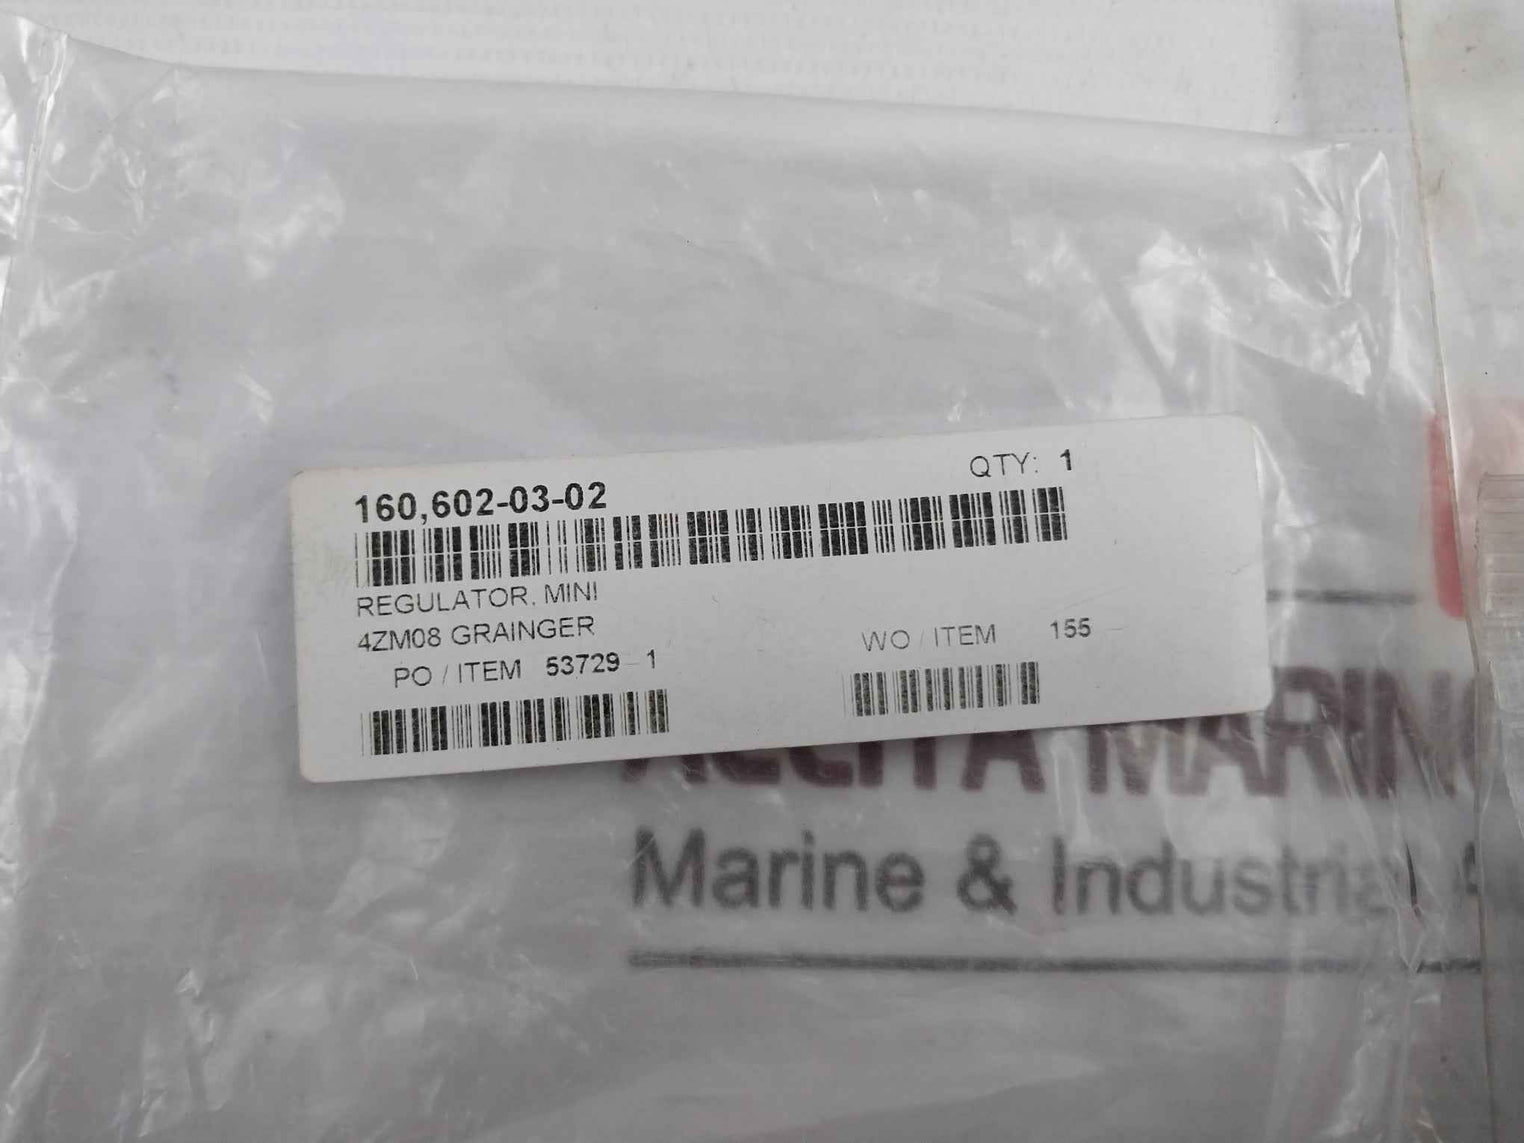 160,602-03-02
QTY: 1
REGULATOR, MINI
4ZM08 GRAINGER
PO / ITEM 53729 1
WO / ITEM 155 -
MARINE
Marine & Industrial